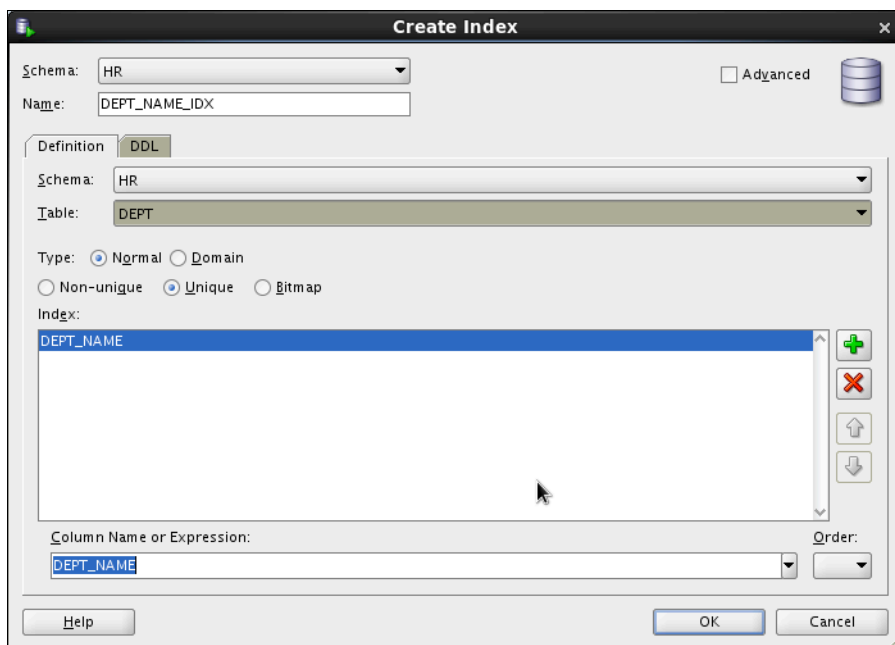 Create Index
Schema: HR
Advanced
Name: DEPT_NAME_IDX
Definition DDL
Schema: HR
Table: DEPT
Type: Normal Domain
Non-unique Unique Bitmap
Index:
DEPT_NAME
Column Name or Expression: Order:
DEPT_NAME
Help OK Cancel